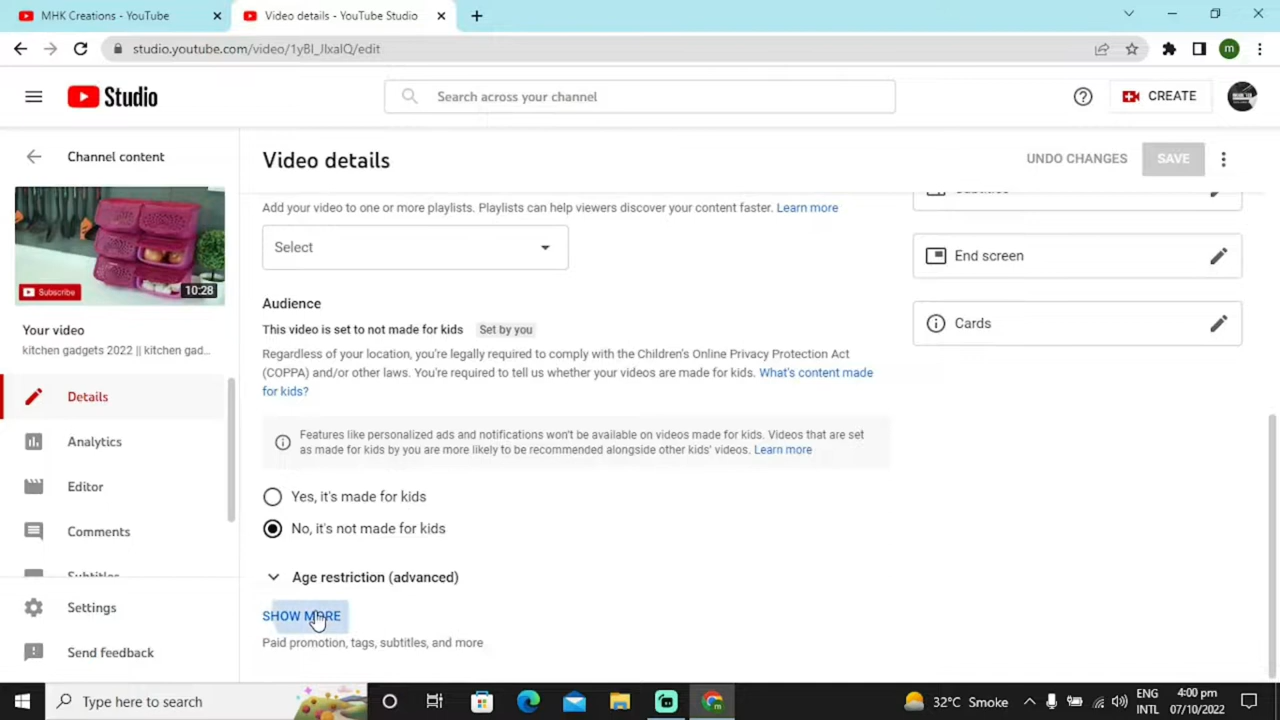 MHK Creations - YouTube
Video details - YouTube Studio
studio.youtube.com/video/1yBI_JIxaIQ/edit
m
Studio
Search across your channel
CREATE
Channel content
Video details
UNDO CHANGES
SAVE
Add your video to one or more playlists. Playlists can help viewers discover your content faster. Learn more
Subtitles
Select
End screen
Subscribe
10:28
Audience
Cards
Your video
This video is set to not made for kids
Set by you
kitchen gadgets 2022 || kitchen gad...
Regardless of your location, you're legally required to comply with the Children's Online Privacy Protection Act
(COPPA) and/or other laws. You're required to tell us whether your videos are made for kids. What's content made
for kids?
Details
Analytics
Features like personalized ads and notifications won't be available on videos made for kids. Videos that are set
as made for kids by you are more likely to be recommended alongside other kids' videos. Learn more
Editor
Yes, it's made for kids
Comments
No, it's not made for kids
Subtitles
Age restriction (advanced)
Settings
SHOW MORE
Paid promotion, tags, subtitles, and more
Send feedback
Type here to search
32°C Smoke
ENG
INTL
4:00 pm
07/10/2022